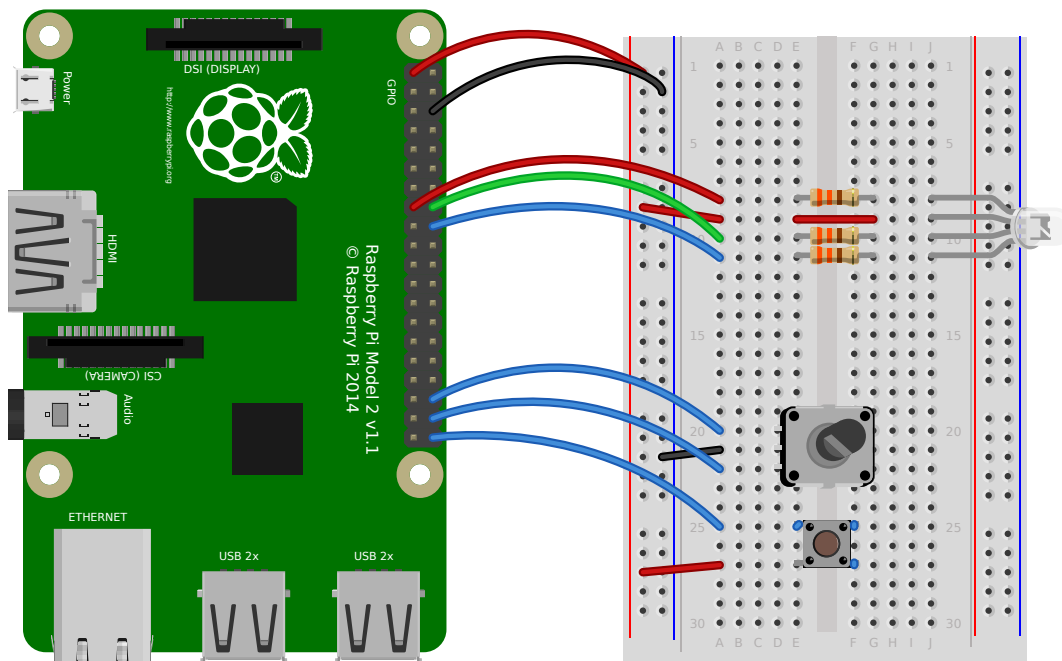 DSI (DISPLAY)
Power
http://www.raspberrypi.org
TM
GPIO
HDMI
Raspberry Pi Model 2 v1.1
© Raspberry Pi 2014
CSI (CAMERA)
Audio
ETHERNET
USB 2x
USB 2x
A B C D E F G H I J
1 1
5 5
10
15 15
20 20
25 25
30 30
A B C D E F G H I J